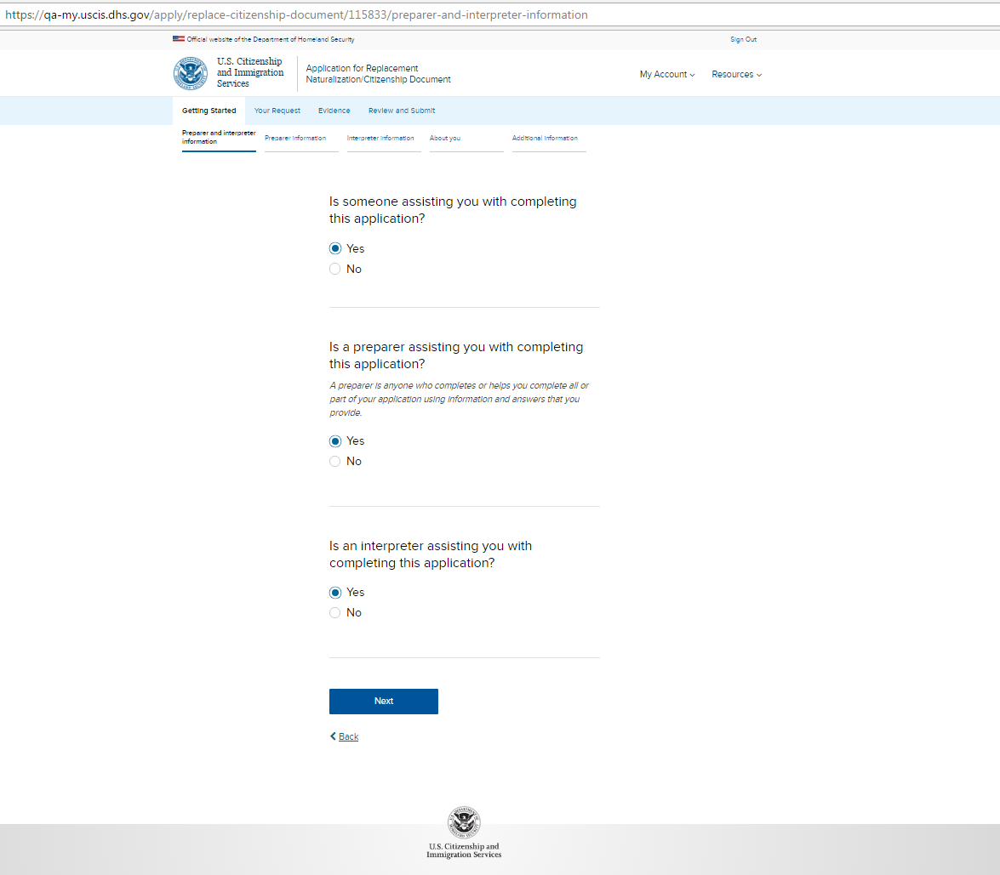 https://qa-my.uscis.dhs.gov/apply/replace-citizenship-document/115833/preparer-and-interpreter-information
Official website of the Department of Homeland Security
Sign Out
U.S. Citizenship
and Immigration
Services
Application for Replacement
Naturalization/Citizenship Document
My Account
Resources
Getting Started
Your Request
Evidence
Review and Submit
Preparer and interpreter
information
Preparer information
Interpreter information
About you
Additional information
Is someone assisting you with completing
this application?
Yes
No
Is a preparer assisting you with completing
this application?
A preparer is anyone who completes or helps you complete all or
part of your application using information and answers that you
provide.
Yes
No
Is an interpreter assisting you with
completing this application?
Yes
No
Next
Back
U.S. Citizenship and
Immigration Services